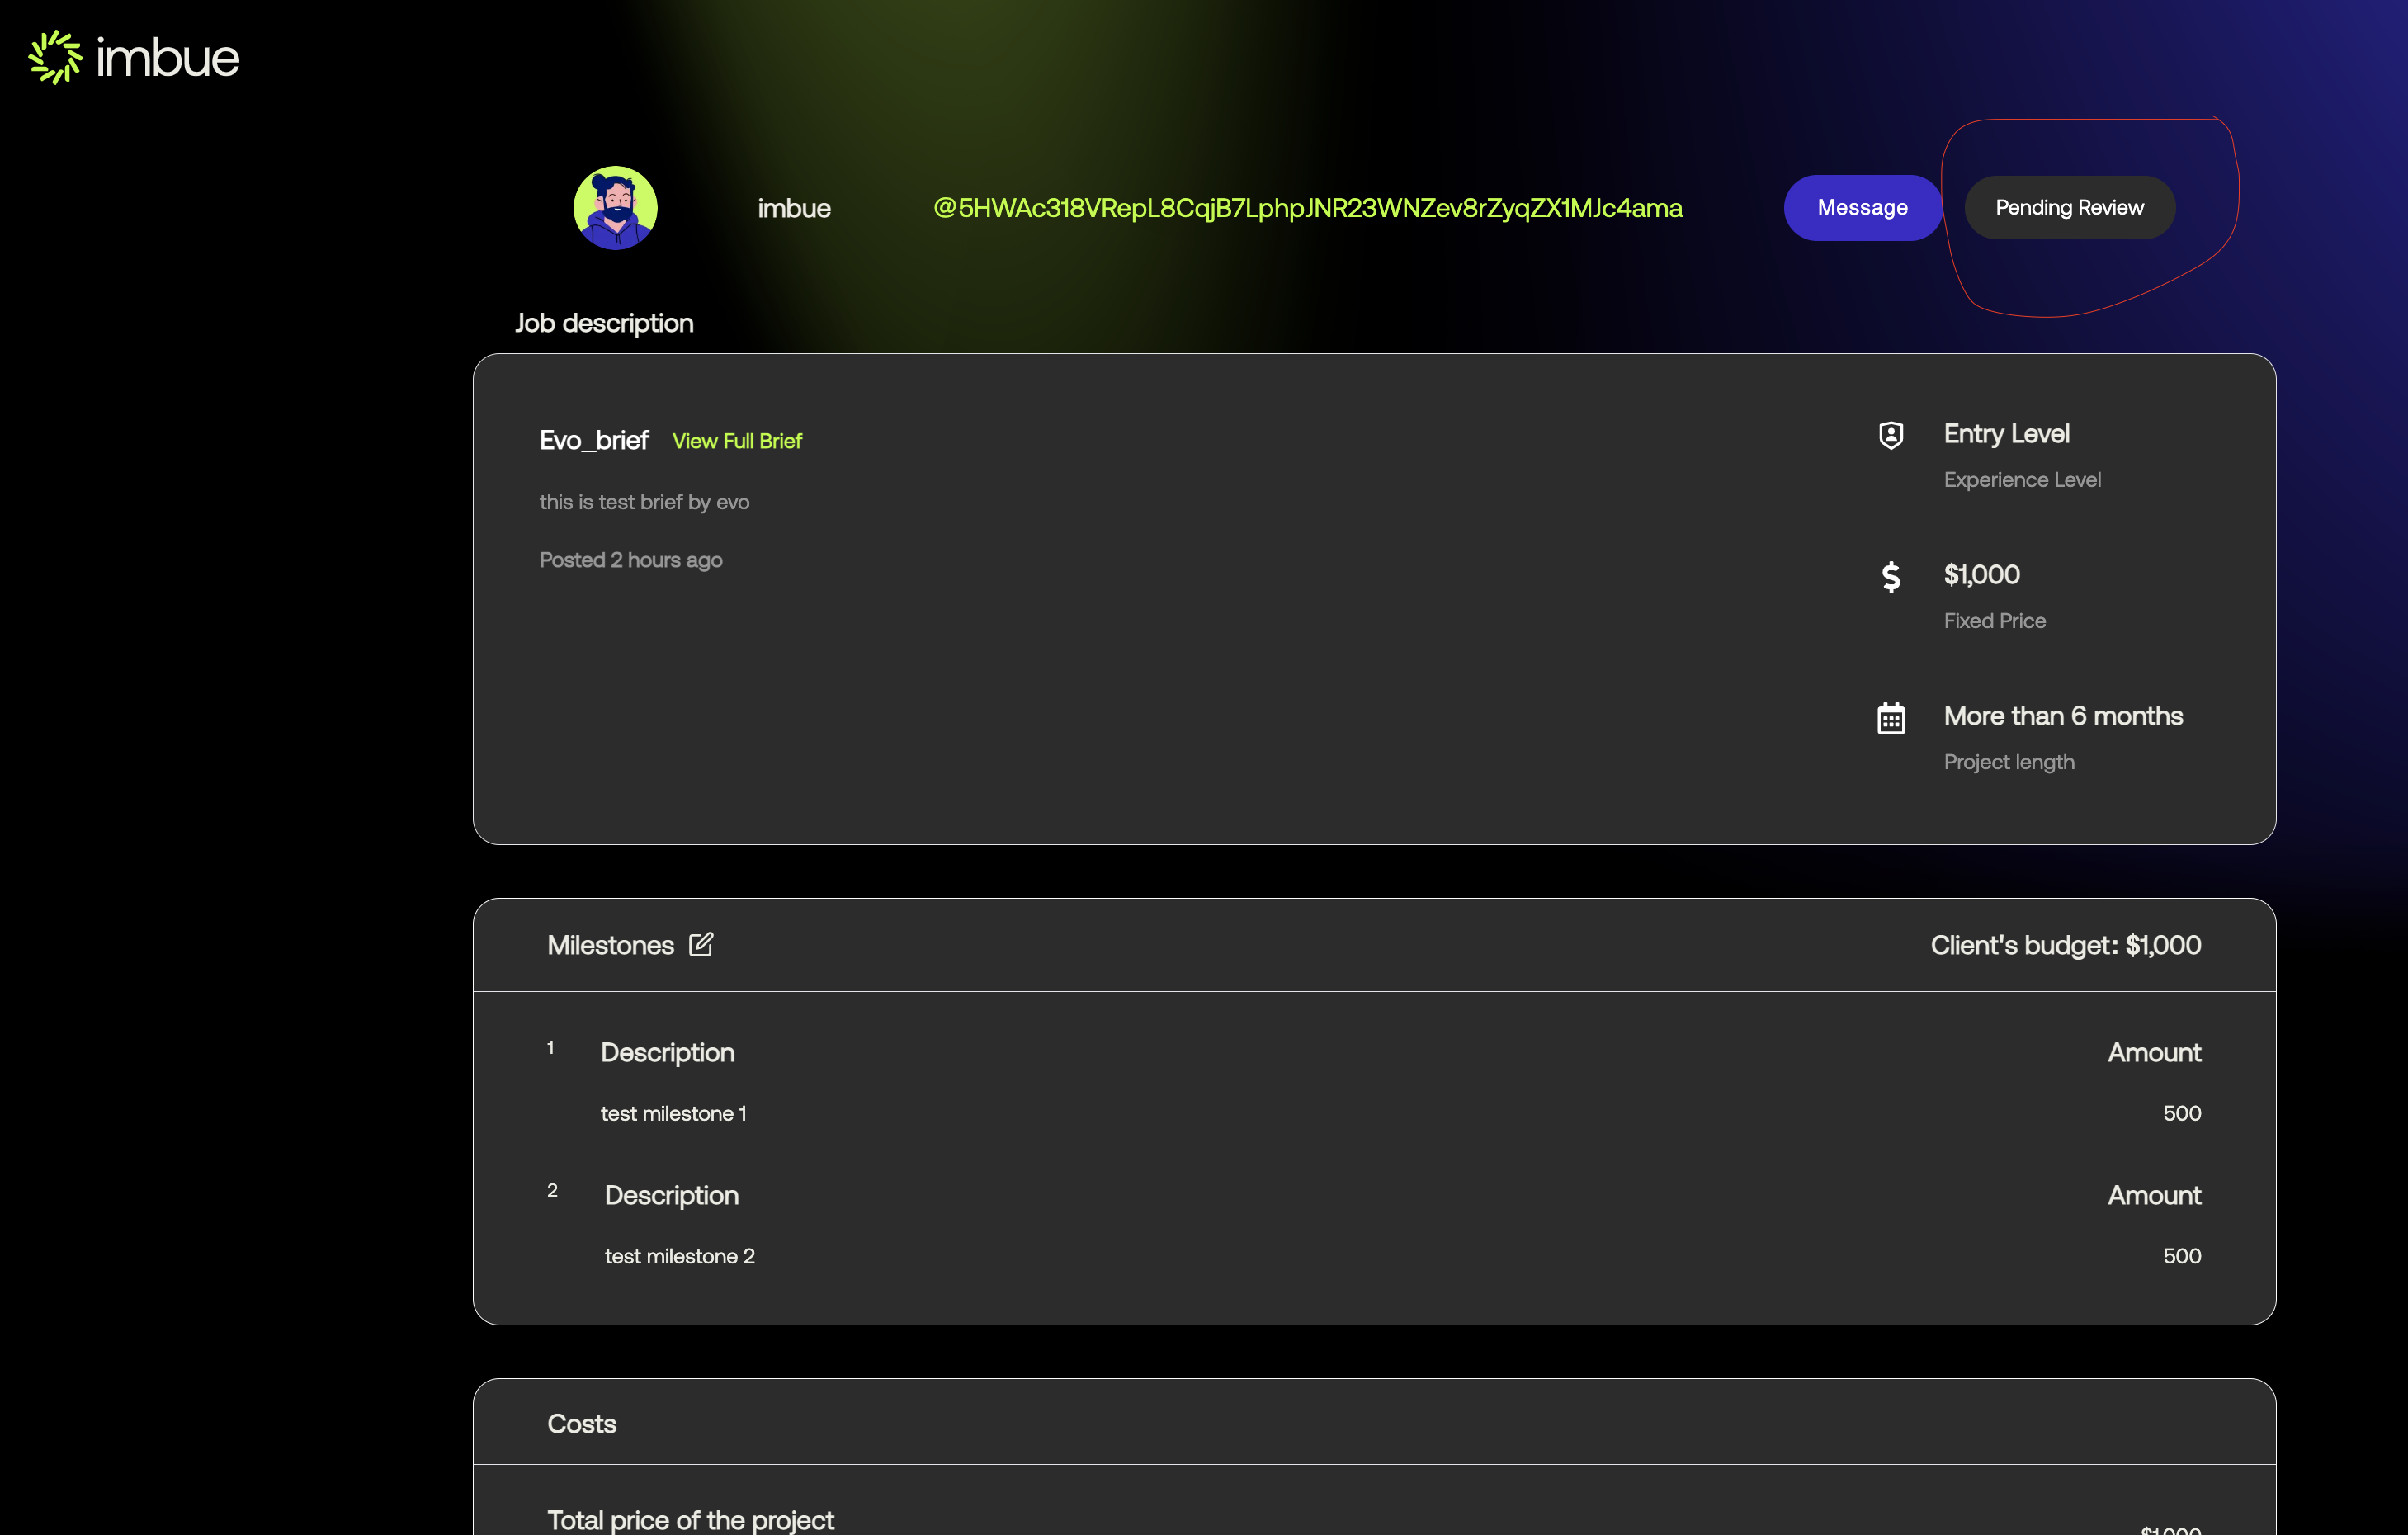 imbue
imbue @5HWAc318VRepL8CqjB7LphpJNR23WNZev8rZyqZX1MJc4ama Message Pending Review
Job description
Evo_brief View Full Brief
this is test brief by evo
Posted 2 hours ago
Entry Level
Experience Level
$1,000
Fixed Price
More than 6 months
Project length
Milestones Client's budget: $1,000
1 Description Amount
test milestone 1 500
2 Description Amount
test milestone 2 500
Costs
Total price of the project
$1,000